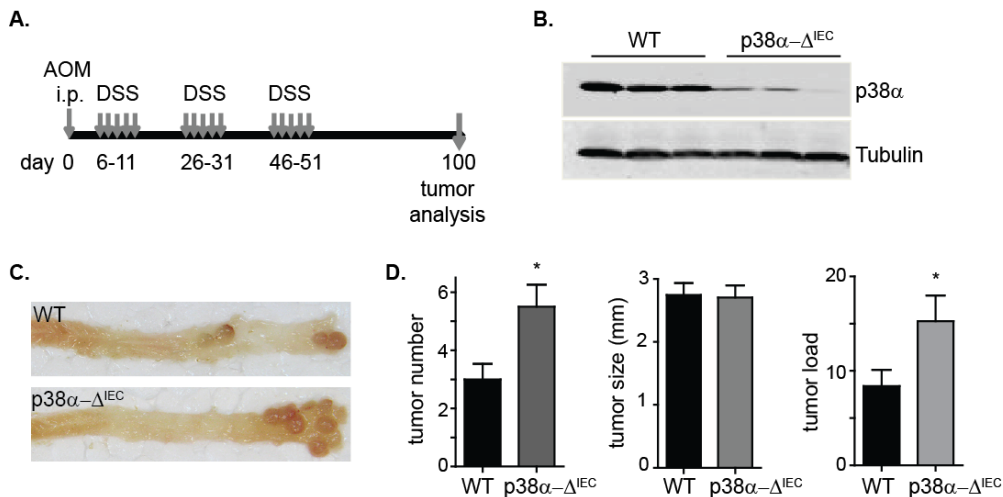 A.
AOM
i.p.
DSS DSS DSS
day 0 6-11 26-31 46-51 100
tumor
analysis
B.
WT p38α−Δ^IEC
p38α
Tubulin
C.
WT
p38α−Δ^IEC
D.
tumor number
6
4
2
0
*
WT p38α−Δ^IEC
tumor size (mm)
3
2
1
0
WT p38α−Δ^IEC
tumor load
20
10
0
*
WT p38α−Δ^IEC